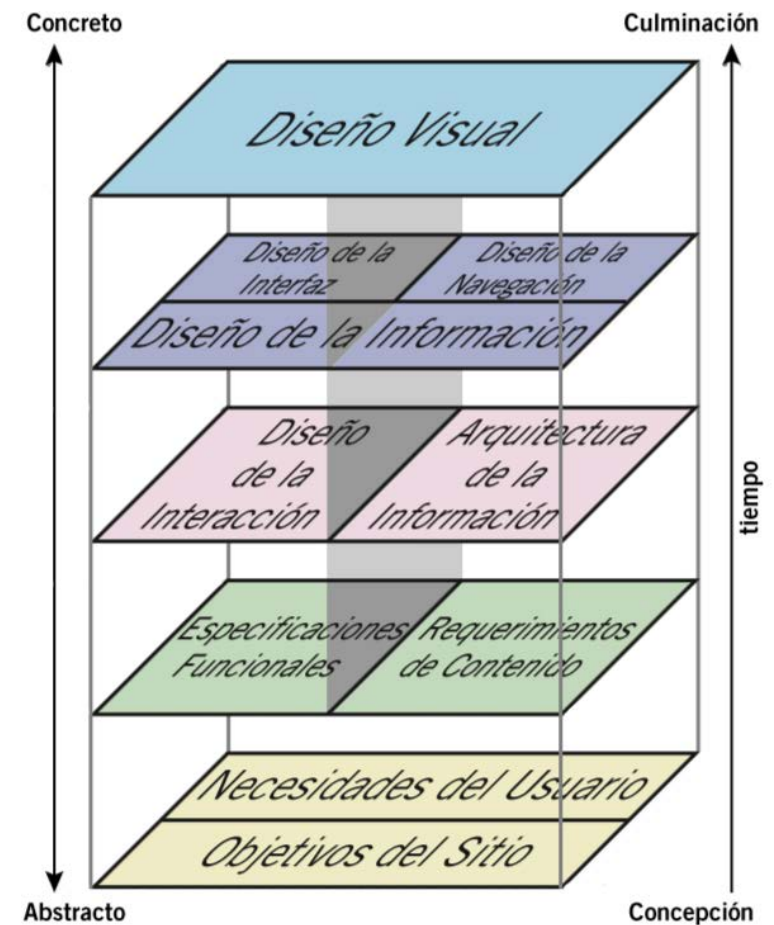 Concreto
Culminación
Diseño Visual
Diseño de la
Interfaz
Diseño de la
Navegación
Diseño de la Información
Diseño
de la
Interacción
Arquitectura
de la
Información
tiempo
Especificaciones
Funcionales
Requerimientos
de Contenido
Necesidades del Usuario
Objetivos del Sitio
Abstracto
Concepción